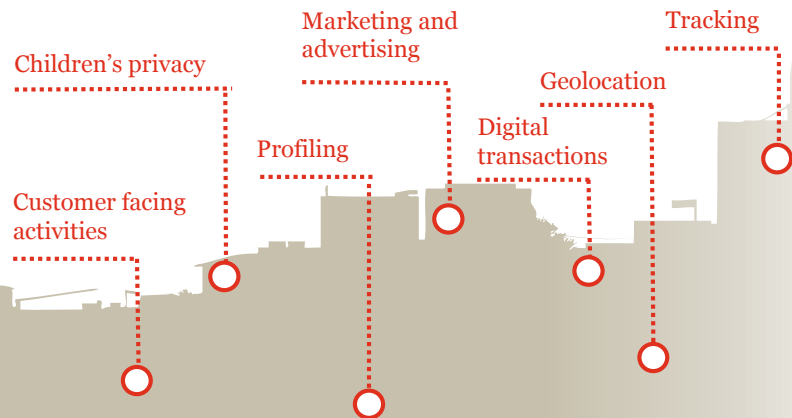 Children’s privacy
Customer facing
activities
Profiling
Marketing and
advertising
Digital
transactions
Geolocation
Tracking